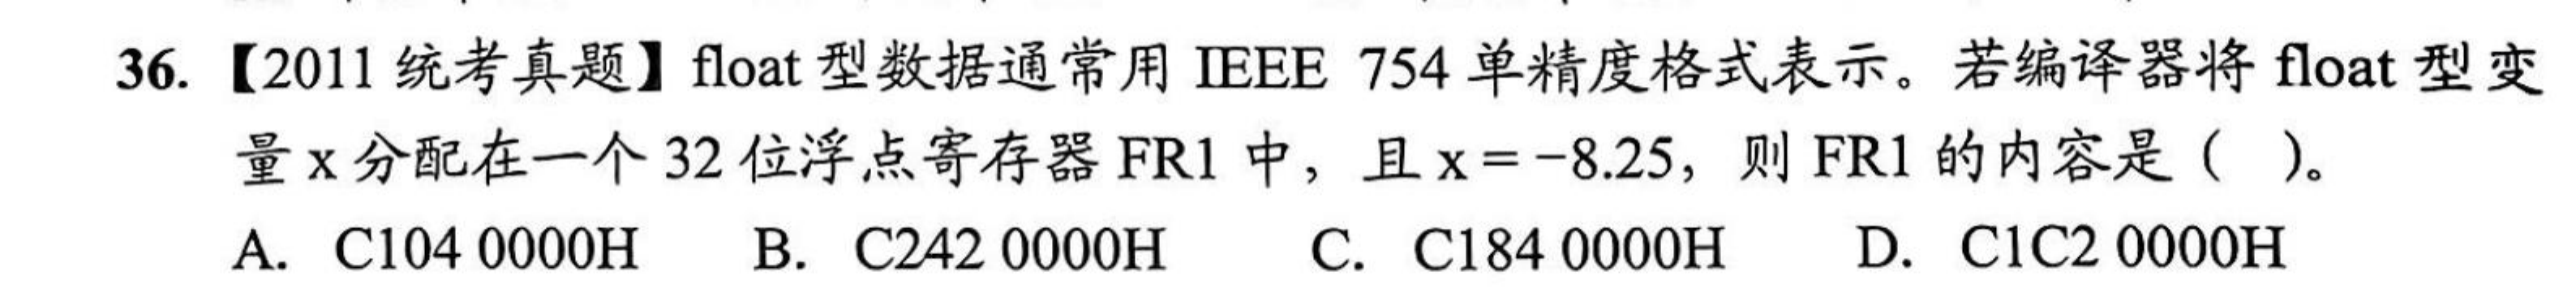 36. 【2011 统考真题】float 型数据通常用 IEEE 754 单精度格式表示。若编译器将 float 型变
量 x 分配在一个 32 位浮点寄存器 FR1 中，且 x = −8.25，则 FR1 的内容是（ ）。
A. C104 0000H B. C242 0000H C. C184 0000H D. C1C2 0000H